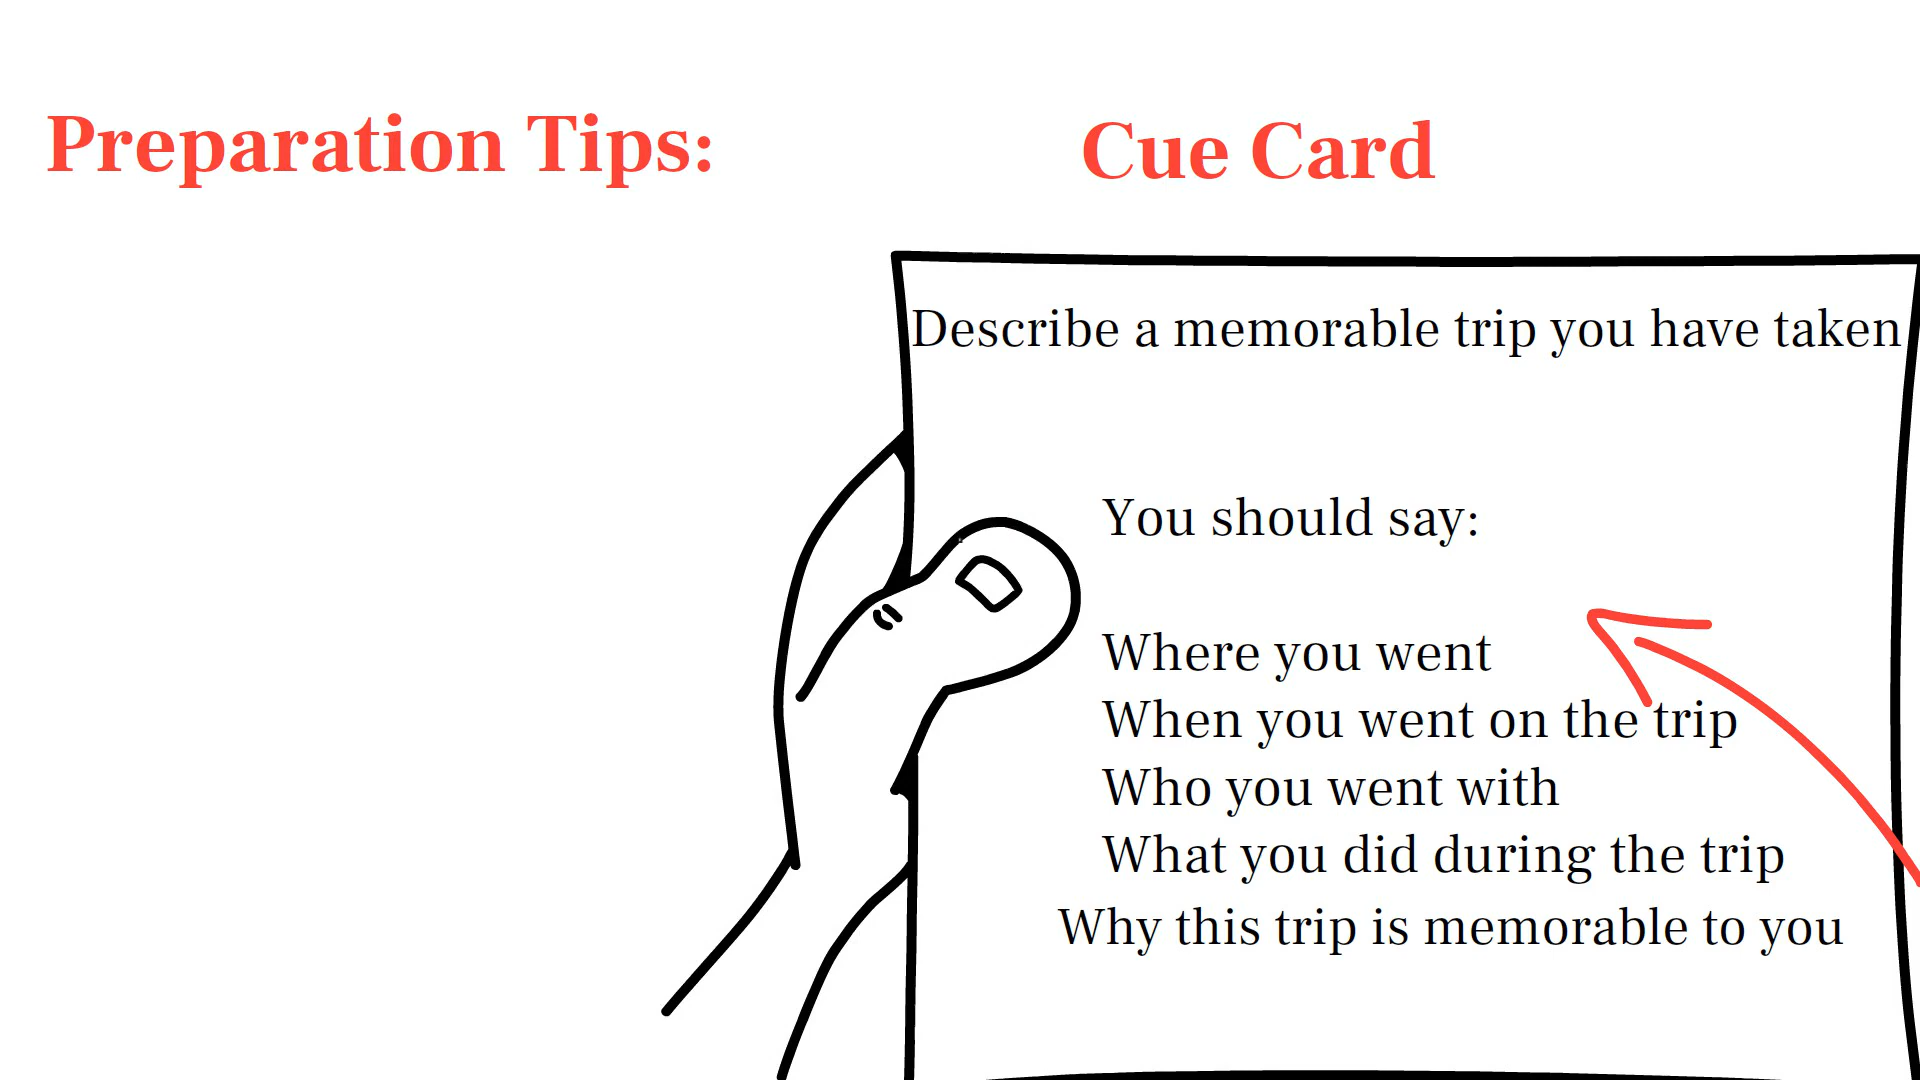 Preparation Tips:
Cue Card
Describe a memorable trip you have taken
You should say:
Where you went
When you went on the trip
Who you went with
What you did during the trip
Why this trip is memorable to you